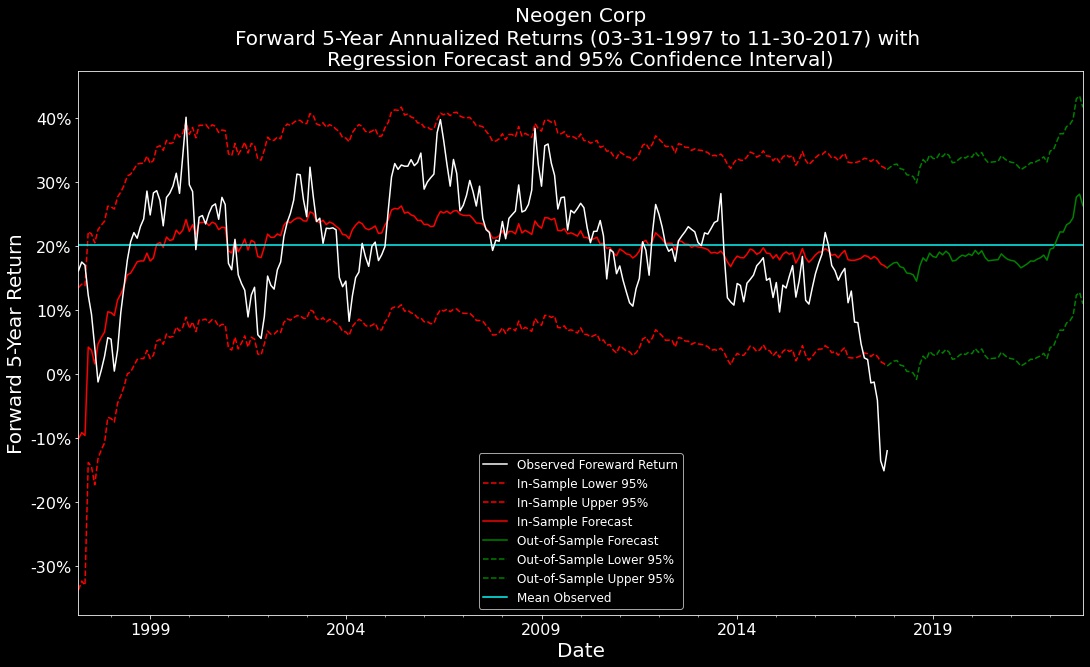 Neogen Corp
Forward 5-Year Annualized Returns (03-31-1997 to 11-30-2017) with
Regression Forecast and 95% Confidence Interval)
Forward 5-Year Return
40%
30%
20%
10%
0%
-10%
-20%
-30%
Observed Foreward Return
In-Sample Lower 95%
In-Sample Upper 95%
In-Sample Forecast
Out-of-Sample Forecast
Out-of-Sample Lower 95%
Out-of-Sample Upper 95%
Mean Observed
1999
2004
2009
2014
2019
Date